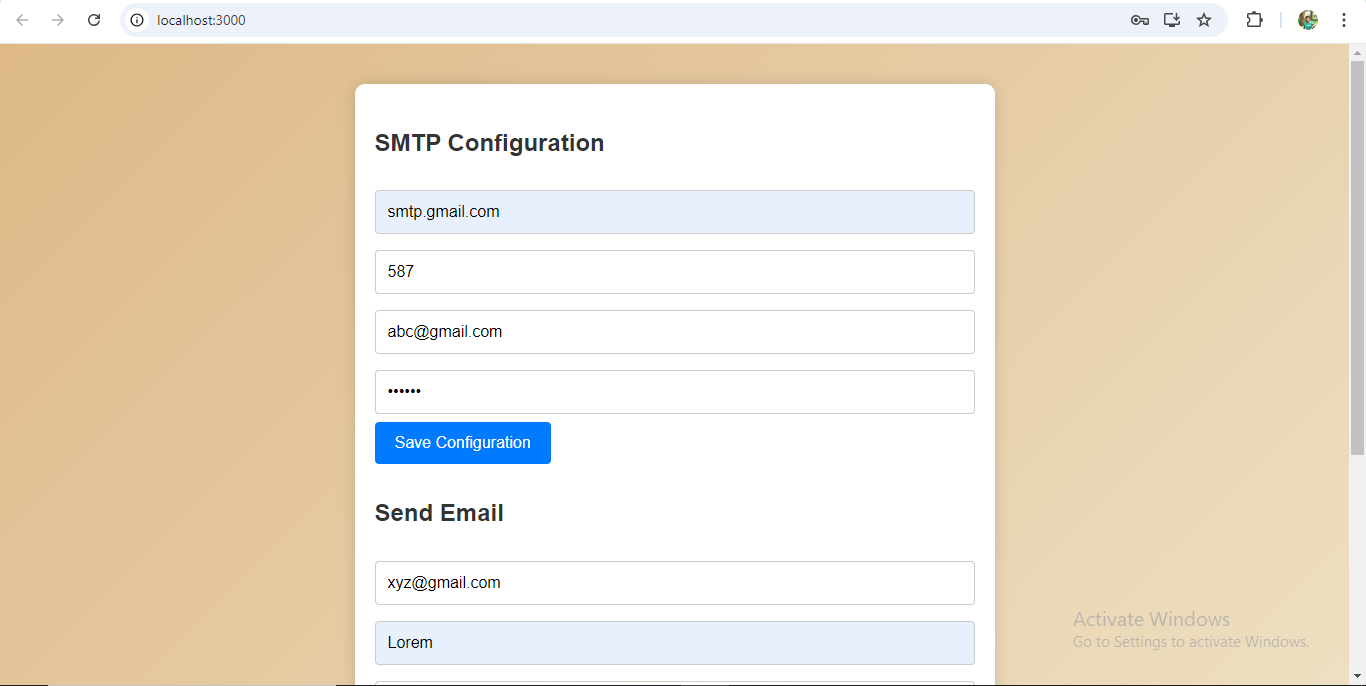 localhost:3000
SMTP Configuration
smtp.gmail.com
587
abc@gmail.com
••••••
Save Configuration
Send Email
xyz@gmail.com
Lorem
Activate Windows
Go to Settings to activate Windows.